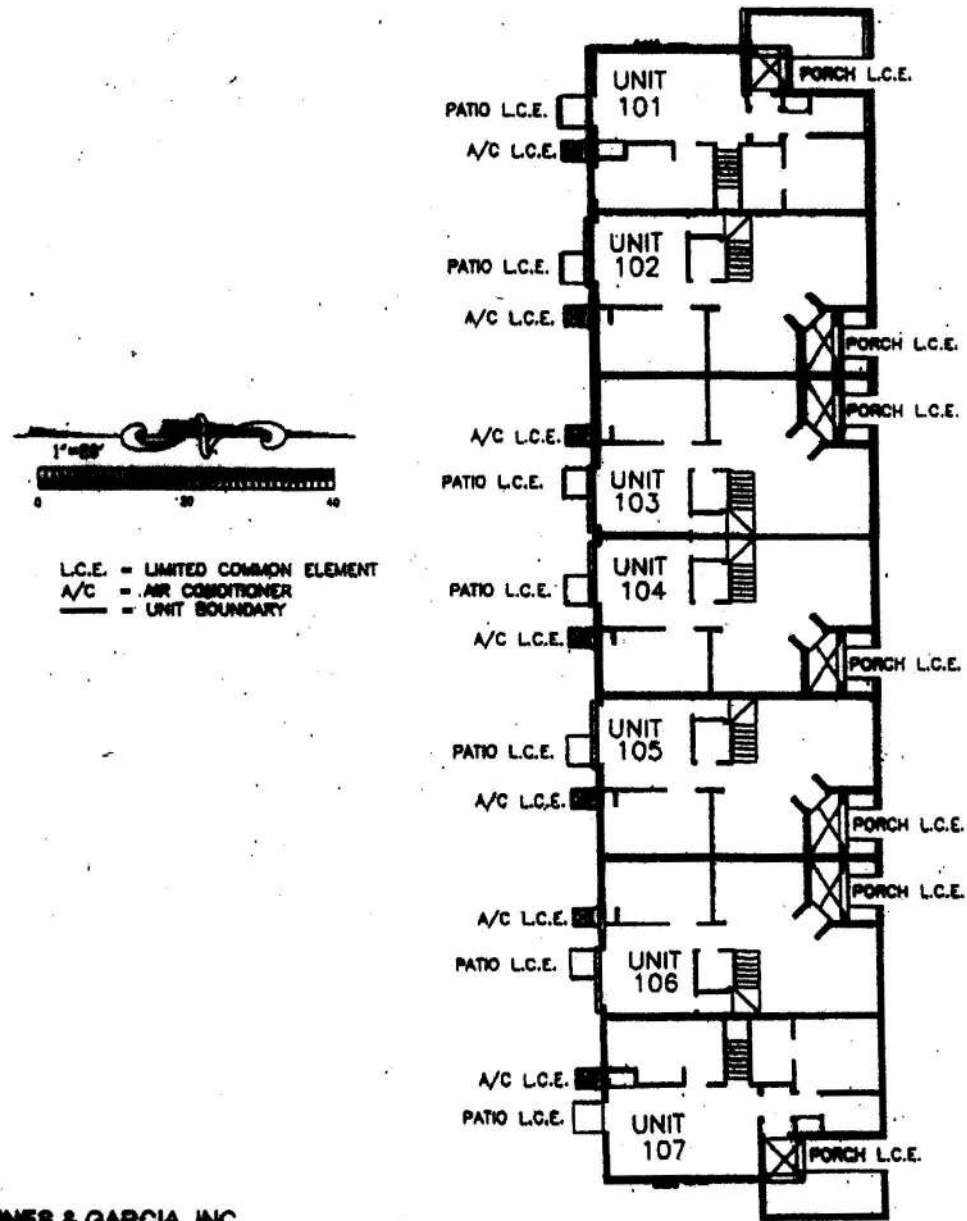 PORCH L.C.E.
UNIT
101
PATIO L.C.E.
A/C L.C.E.
UNIT
102
PATIO L.C.E.
A/C L.C.E.
PORCH L.C.E.
PORCH L.C.E.
A/C L.C.E.
PATIO L.C.E.
UNIT
103
0 20 40
L.C.E. = LIMITED COMMON ELEMENT
A/C = AIR CONDITIONER
= UNIT BOUNDARY
UNIT
104
PATIO L.C.E.
A/C L.C.E.
PORCH L.C.E.
UNIT
105
PATIO L.C.E.
A/C L.C.E.
PORCH L.C.E.
PORCH L.C.E.
A/C L.C.E.
PATIO L.C.E.
UNIT
106
A/C L.C.E.
PATIO L.C.E.
UNIT
107
PORCH L.C.E.
& GARCIA, INC.